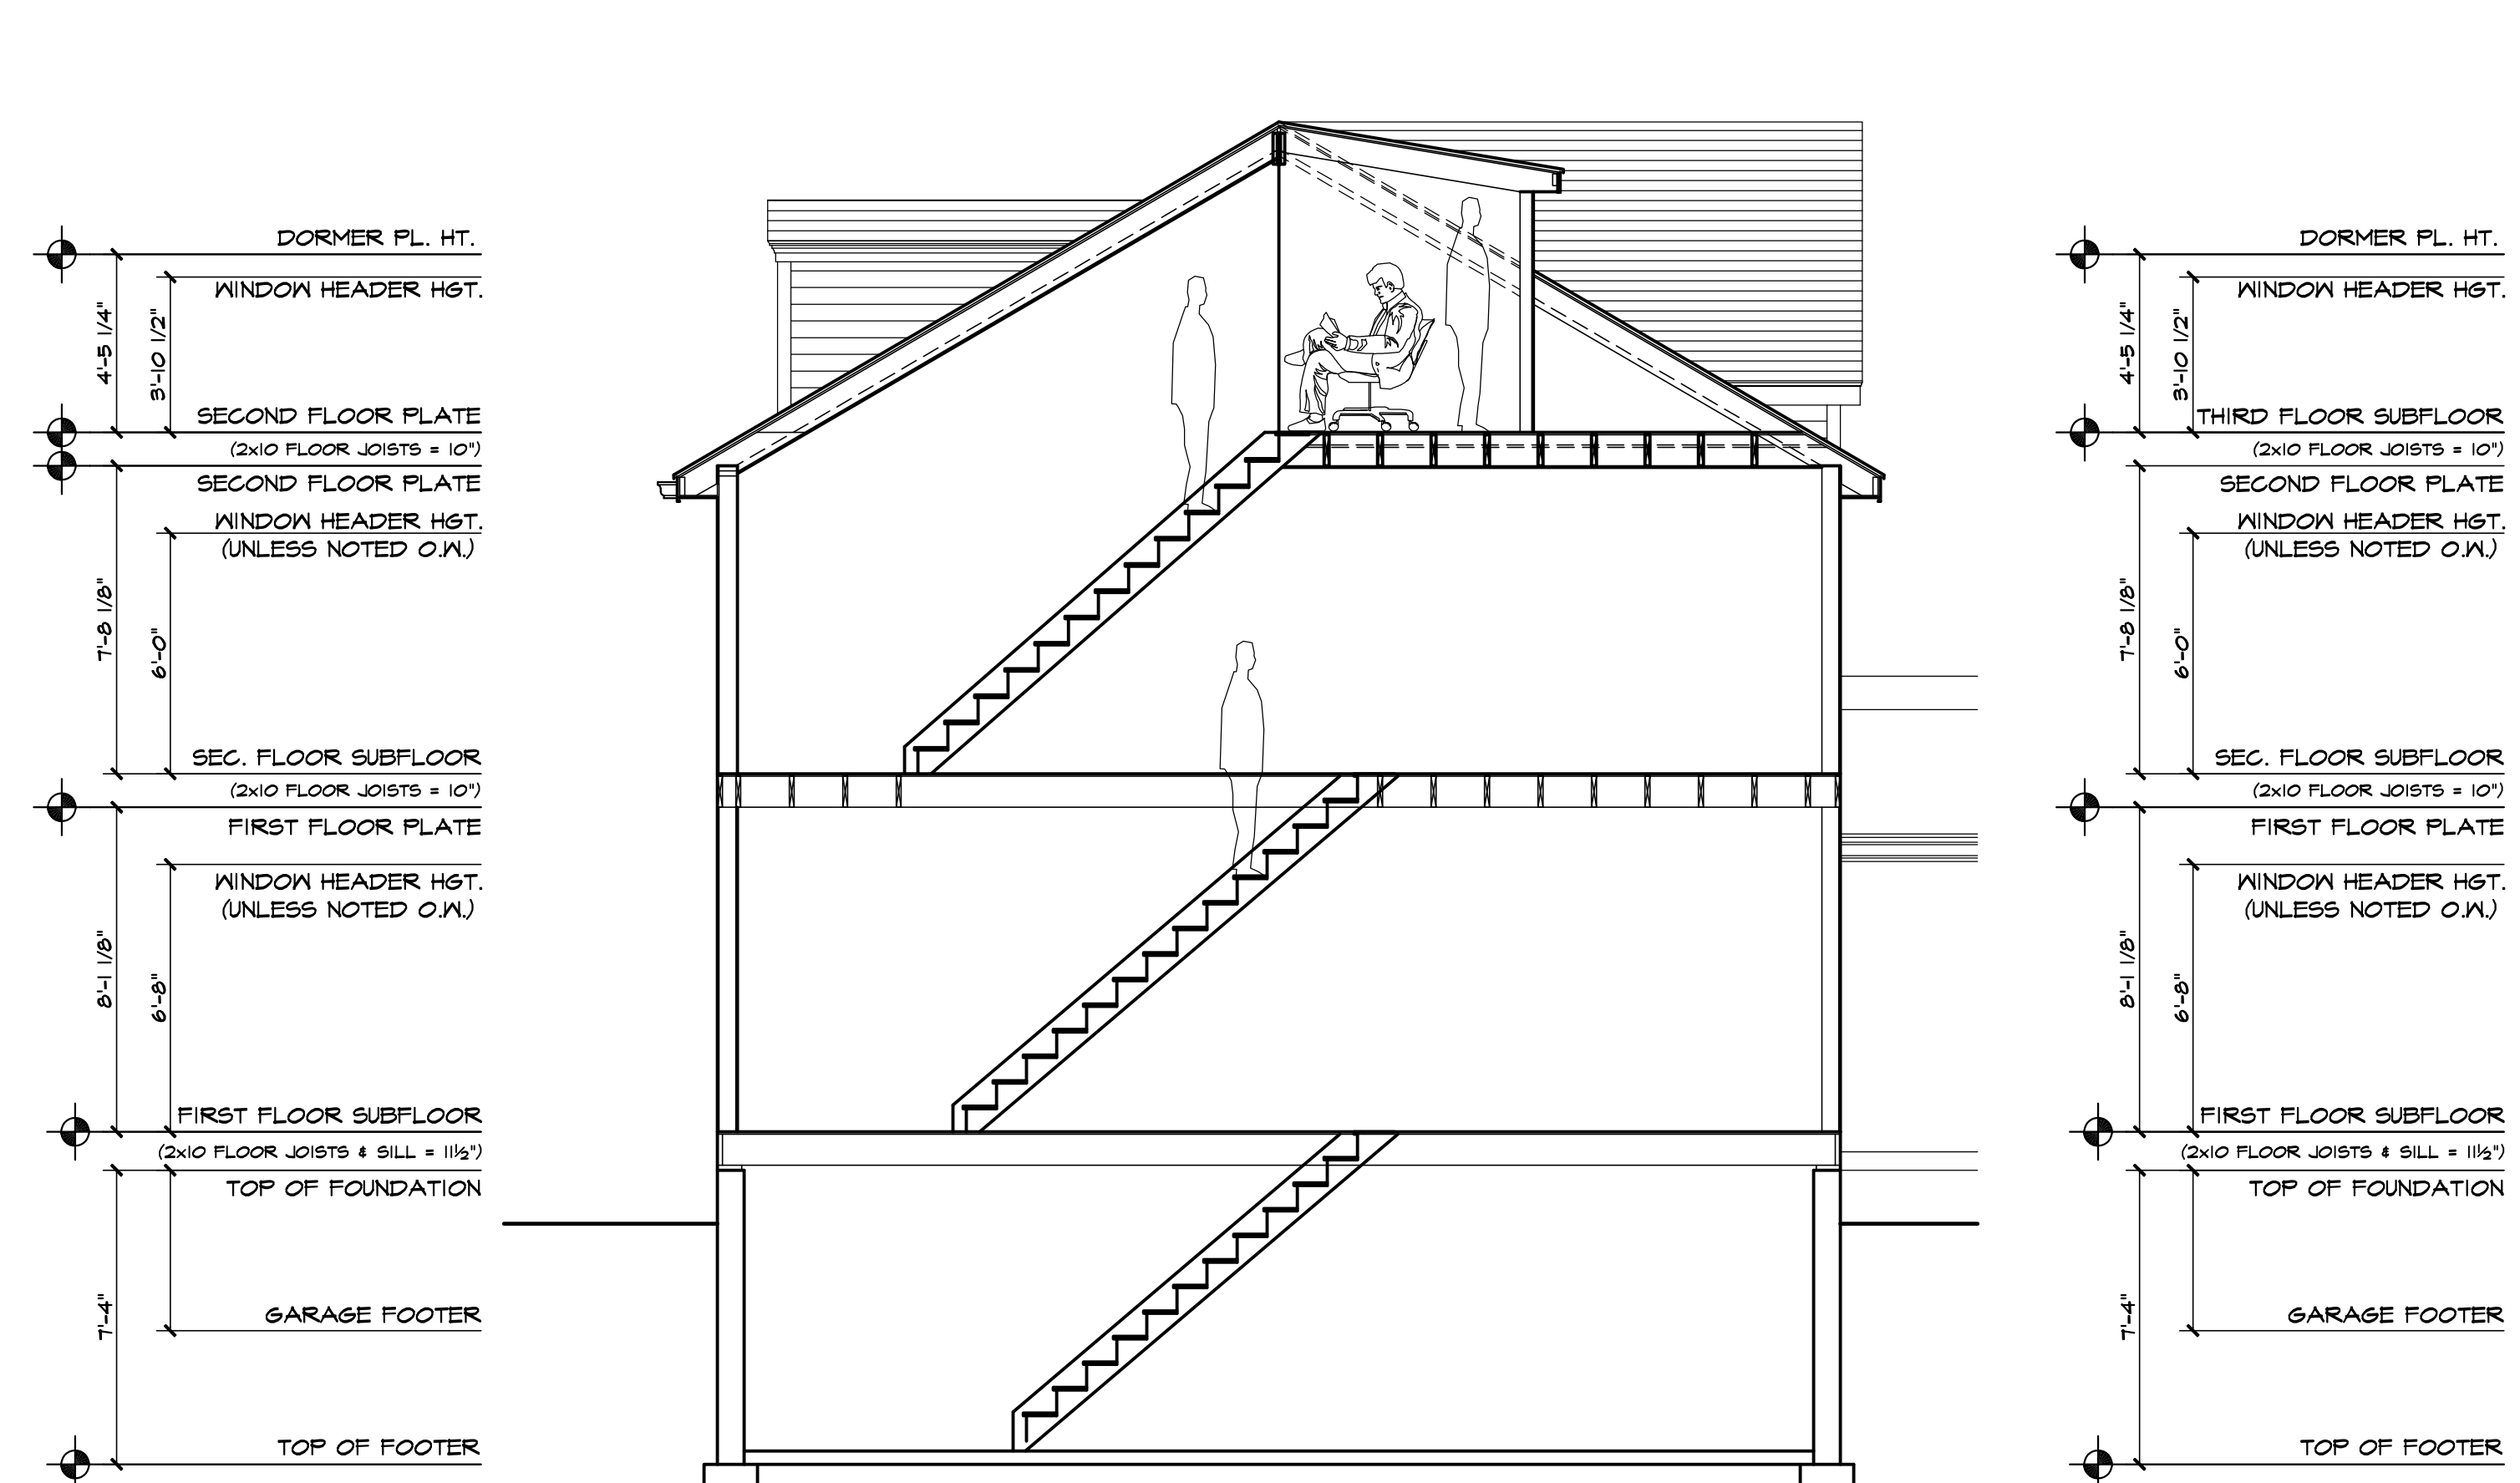 DORMER PL. HT.
WINDOW HEADER HGT.
4'-5 1/4"
3'-10 1/2"
SECOND FLOOR PLATE
(2x10 FLOOR JOISTS = 10")
SECOND FLOOR PLATE
WINDOW HEADER HGT.
(UNLESS NOTED O.W.)
7'-8 1/8"
6'-0"
SEC. FLOOR SUBFLOOR
(2x10 FLOOR JOISTS = 10")
FIRST FLOOR PLATE
WINDOW HEADER HGT.
(UNLESS NOTED O.W.)
8'-1 1/8"
6'-8"
FIRST FLOOR SUBFLOOR
(2x10 FLOOR JOISTS & SILL = 11½")
TOP OF FOUNDATION
GARAGE FOOTER
7'-4"
TOP OF FOOTER
DORMER PL. HT.
WINDOW HEADER HGT.
4'-5 1/4"
3'-10 1/2"
THIRD FLOOR SUBFLOOR
(2x10 FLOOR JOISTS = 10")
SECOND FLOOR PLATE
WINDOW HEADER HGT.
(UNLESS NOTED O.W.)
7'-8 1/8"
6'-0"
SEC. FLOOR SUBFLOOR
(2x10 FLOOR JOISTS = 10")
FIRST FLOOR PLATE
WINDOW HEADER HGT.
(UNLESS NOTED O.W.)
8'-1 1/8"
6'-8"
FIRST FLOOR SUBFLOOR
(2x10 FLOOR JOISTS & SILL = 11½")
TOP OF FOUNDATION
GARAGE FOOTER
7'-4"
TOP OF FOOTER